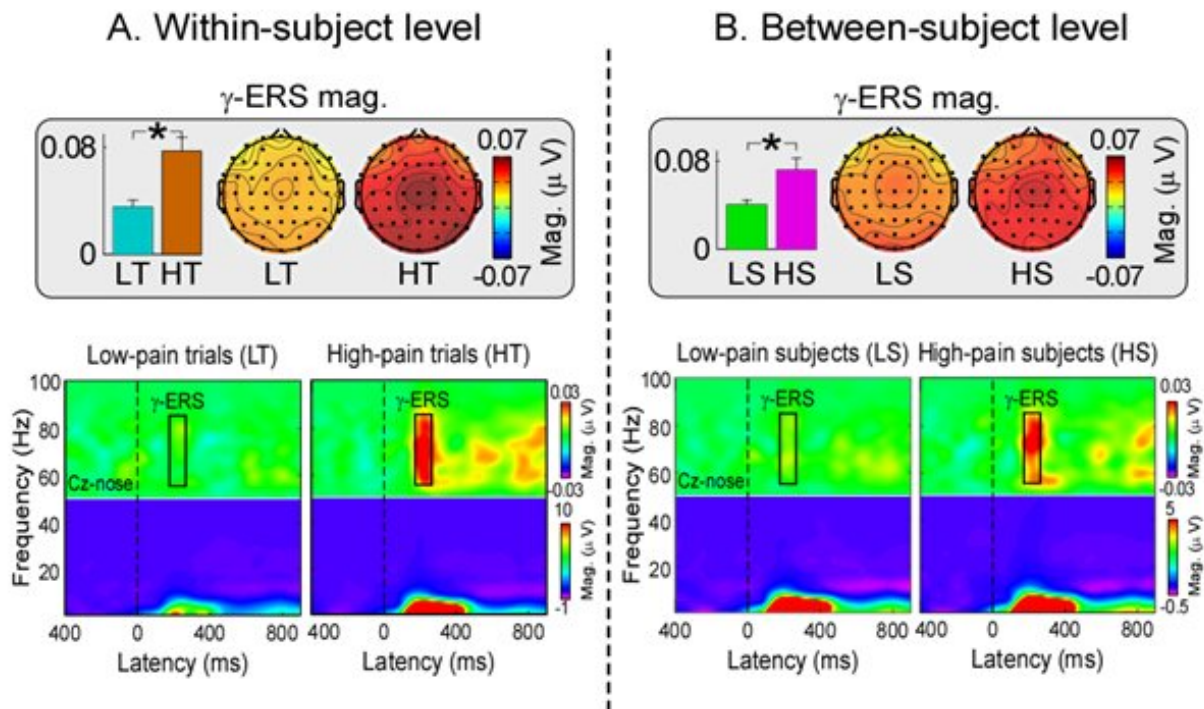 A. Within-subject level
γ-ERS mag.
0.08
0
*
LT HT
LT
HT
0.07
-0.07
Mag. (μ V)
Low-pain trials (LT)
High-pain trials (HT)
Frequency (Hz)
100
80
60
40
20
γ-ERS
Cz-nose
γ-ERS
0.03
-0.03
Mag. (μ V)
10
-1
Mag. (μ V)
400 0 400 800
400 0 400 800
Latency (ms)
Latency (ms)
B. Between-subject level
γ-ERS mag.
0.08
0
*
LS HS
LS
HS
0.07
-0.07
Mag. (μ V)
Low-pain subjects (LS)
High-pain subjects (HS)
Frequency (Hz)
100
80
60
40
20
γ-ERS
Cz-nose
γ-ERS
0.03
-0.03
Mag. (μ V)
5
-0.5
Mag. (μ V)
400 0 400 800
400 0 400 800
Latency (ms)
Latency (ms)